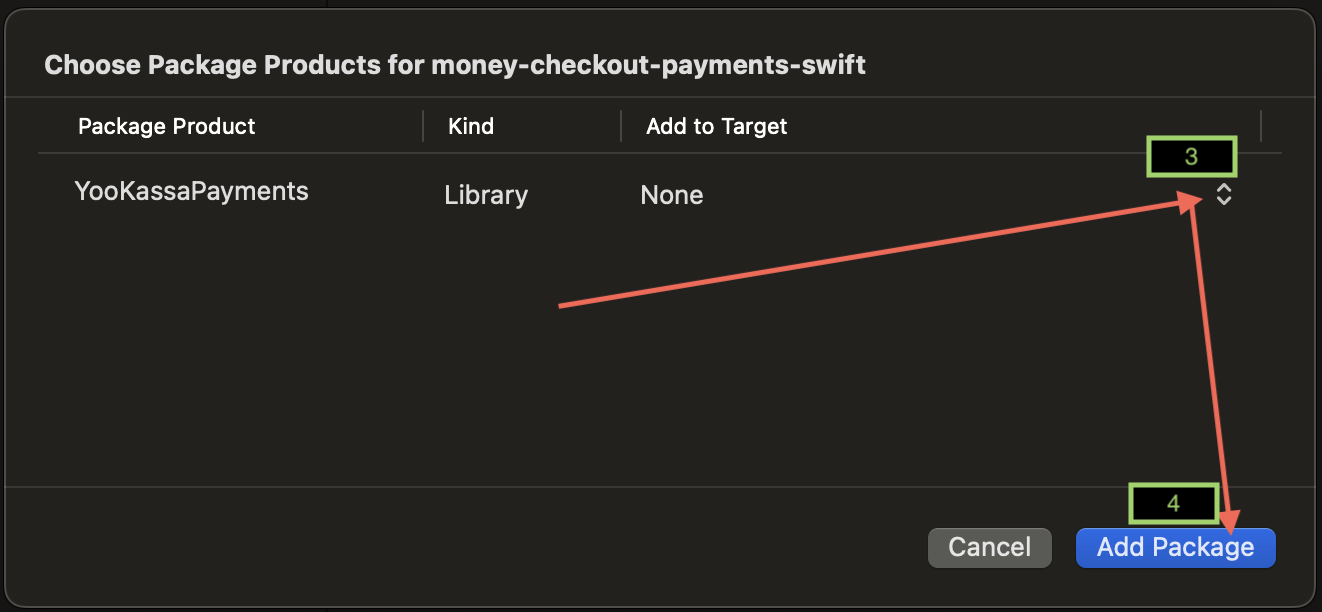 Choose Package Products for money-checkout-payments-swift
Package Product Kind Add to Target
3
YooKassaPayments Library None
4
Cancel Add Package